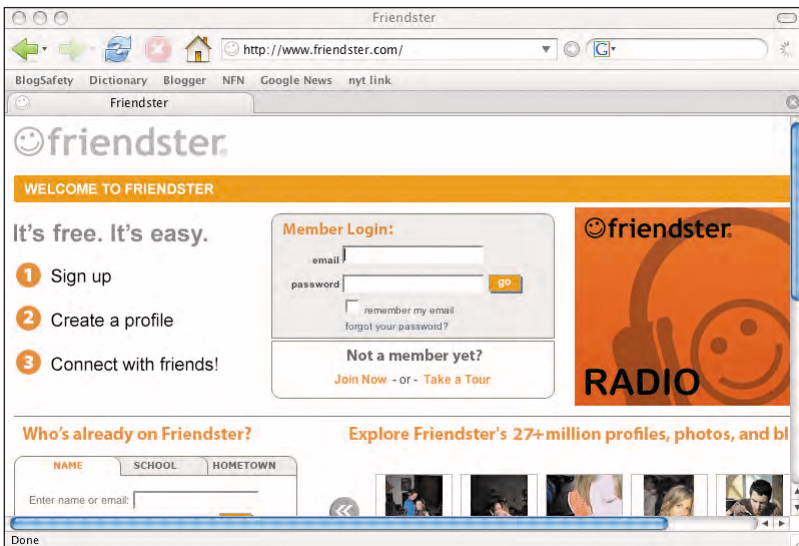 Friendster
http://www.friendster.com/
G
BlogSafety Dictionary Blogger NFN Google News nyt link
Friendster
friendster®
WELCOME TO FRIENDSTER
It's free. It's easy.
1 Sign up
2 Create a profile
3 Connect with friends!
Member Login:
email
password go
remember my email
forgot your password?
Not a member yet?
Join Now - or - Take a Tour
friendster®
RADIO
Who's already on Friendster?
NAME SCHOOL HOMETOWN
Enter name or email:
Explore Friendster's 27+million profiles, photos, and bl
Done